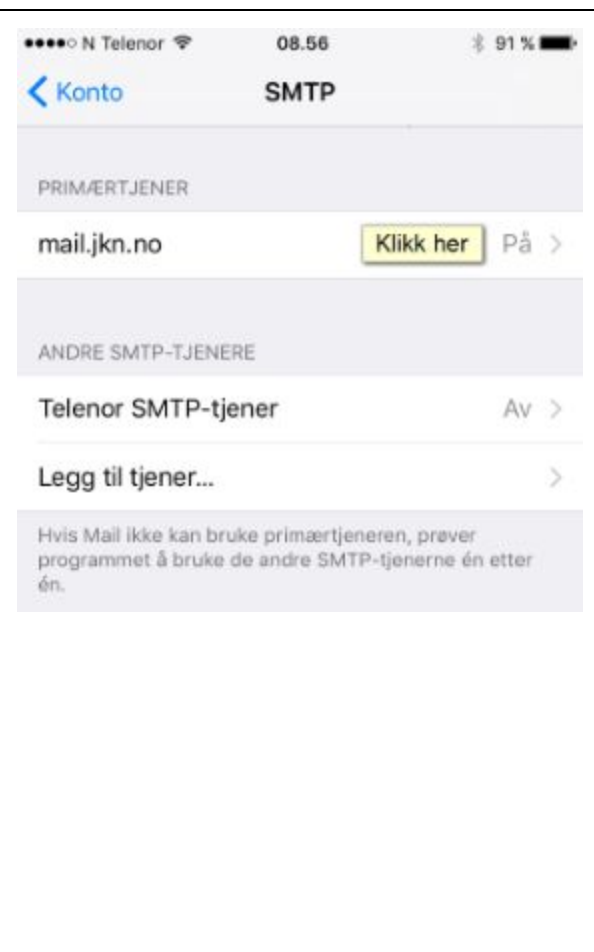 N Telenor 08.56 91 %
Konto SMTP
PRIMÆRTJENER
mail.jkn.no Klikk her På
ANDRE SMTP-TJENERE
Telenor SMTP-tjener Av
Legg til tjener...
Hvis Mail ikke kan bruke primærtjeneren, prøver
programmet å bruke de andre SMTP-tjenerne én etter
én.